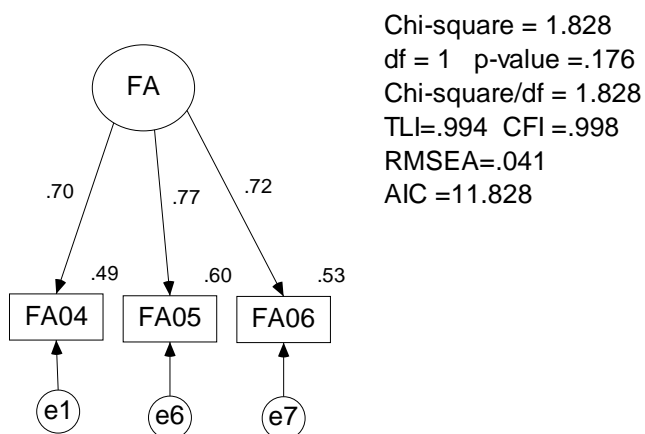 Chi-square = 1.828
df = 1 p-value =.176
Chi-square/df = 1.828
TLI=.994 CFI =.998
RMSEA=.041
AIC =11.828
FA
.70 .77 .72
.49 .60 .53
FA04 FA05 FA06
e1 e6 e7